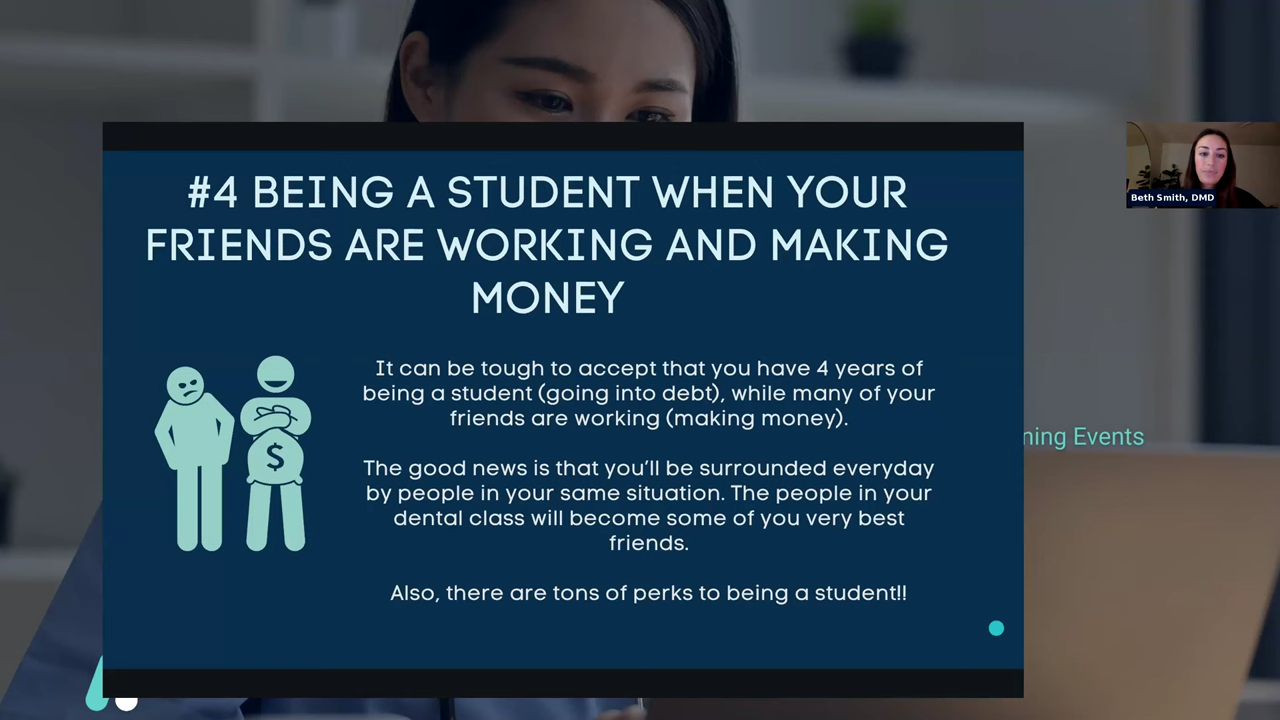 #4 BEING A STUDENT WHEN YOUR
FRIENDS ARE WORKING AND MAKING
MONEY
It can be tough to accept that you have 4 years of
being a student (going into debt), while many of your
friends are working (making money).
The good news is that you'll be surrounded everyday
by people in your same situation. The people in your
dental class will become some of you very best
friends.
Also, there are tons of perks to being a student!!
$
Beth Smith, DMD
ning Events